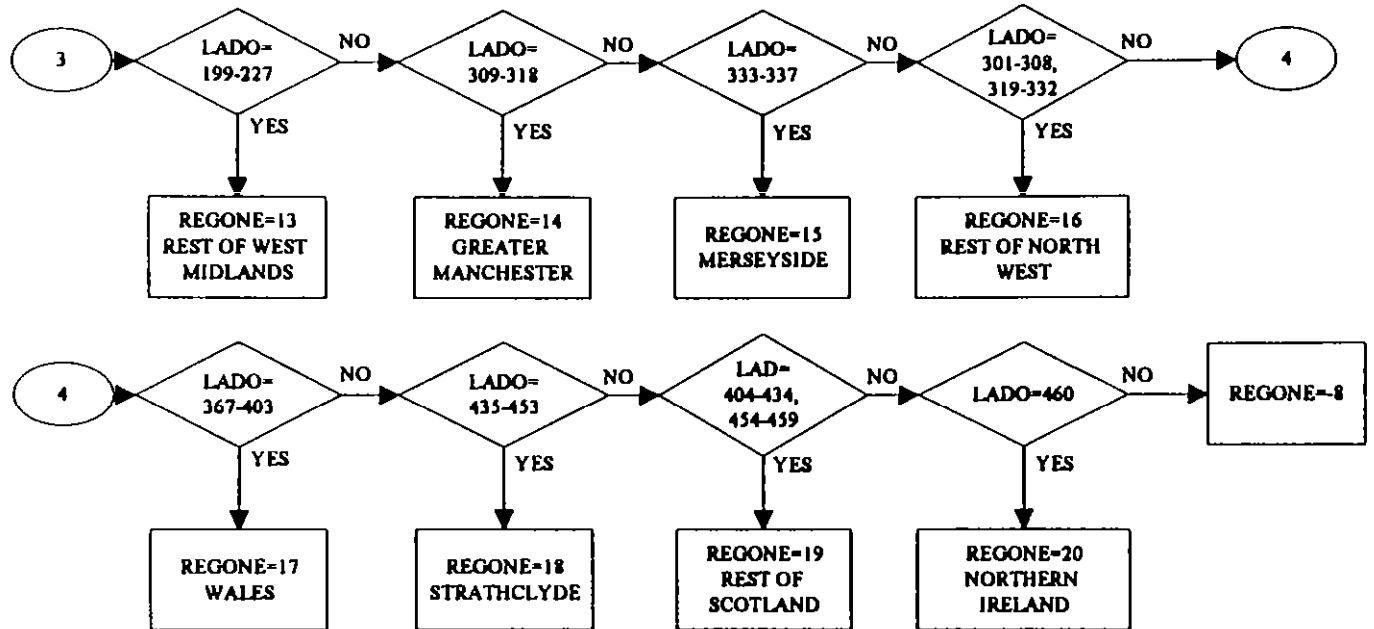 3
LADO=
199-227
NO
YES
REGONE=13
REST OF WEST
MIDLANDS
LADO=
309-318
NO
YES
REGONE=14
GREATER
MANCHESTER
LADO=
333-337
NO
YES
REGONE=15
MERSEYSIDE
LADO=
301-308,
319-332
NO
YES
REGONE=16
REST OF NORTH
WEST
4
4
LADO=
367-403
NO
YES
REGONE=17
WALES
LADO=
435-453
NO
YES
REGONE=18
STRATHCLYDE
LAD=
404-434,
454-459
NO
YES
REGONE=19
REST OF
SCOTLAND
LADO=460
NO
YES
REGONE=20
NORTHERN
IRELAND
REGONE=-8